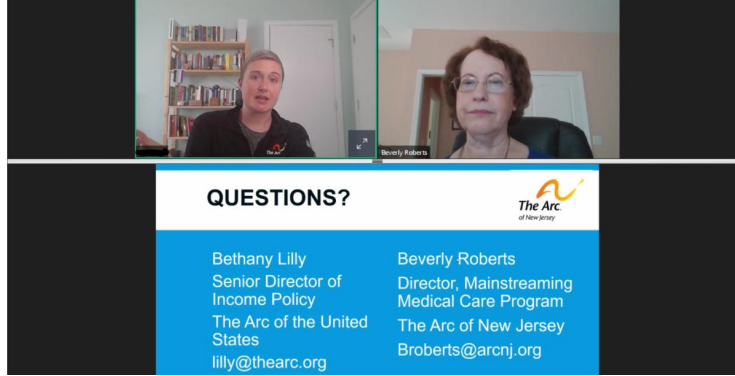 The Arc
Beverly Roberts
QUESTIONS?
The Arc
of New Jersey
Bethany Lilly
Senior Director of
Income Policy
The Arc of the United
States
lilly@thearc.org
Beverly Roberts
Director, Mainstreaming
Medical Care Program
The Arc of New Jersey
Broberts@arcnj.org